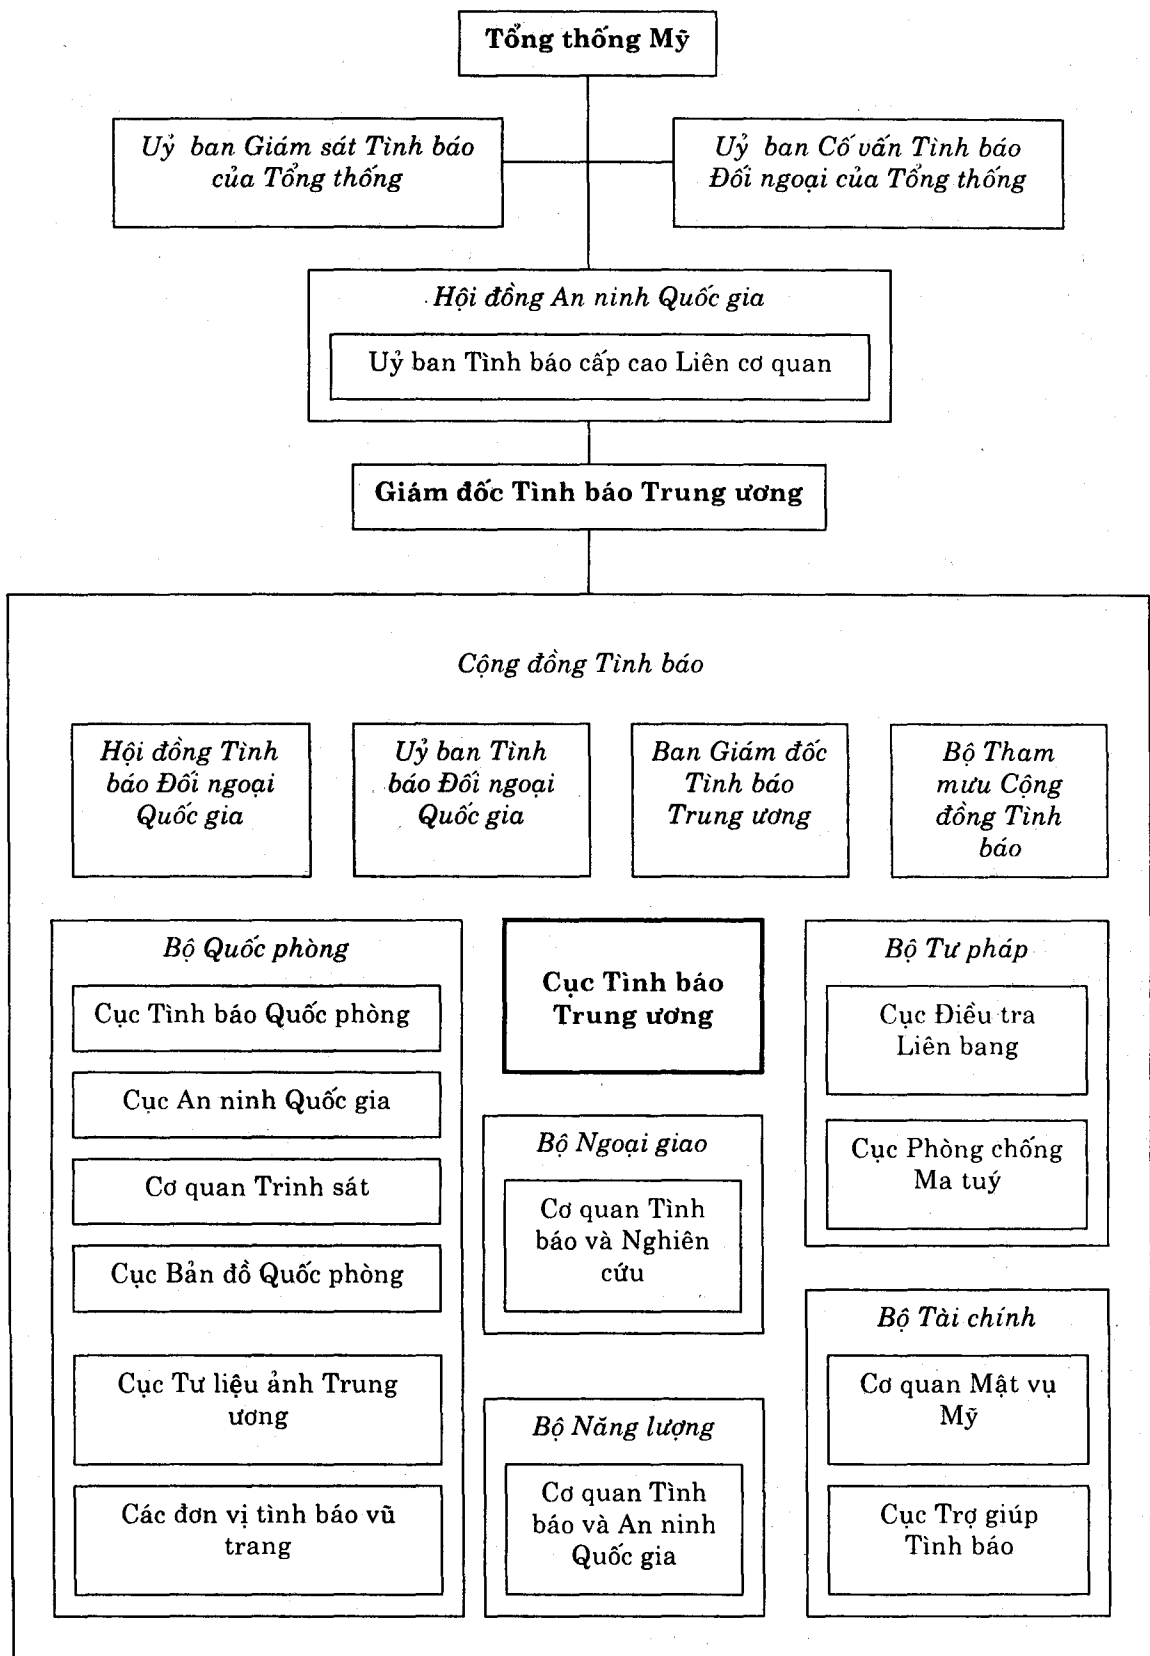 Tổng thống Mỹ
Uỷ ban Giám sát Tình báo
của Tổng thống
Uỷ ban Cố vấn Tình báo
Đối ngoại của Tổng thống
Hội đồng An ninh Quốc gia
Uỷ ban Tình báo cấp cao Liên cơ quan
Giám đốc Tình báo Trung ương
Cộng đồng Tình báo
Hội đồng Tình
báo Đối ngoại
Quốc gia
Uỷ ban Tình
báo Đối ngoại
Quốc gia
Ban Giám đốc
Tình báo
Trung ương
Bộ Tham
mưu Cộng
đồng Tình
báo
Bộ Quốc phòng
Cục Tình báo Quốc phòng
Cục An ninh Quốc gia
Cơ quan Trinh sát
Cục Bản đồ Quốc phòng
Cục Tư liệu ảnh Trung
ương
Các đơn vị tình báo vũ
trang
Cục Tình báo
Trung ương
Bộ Ngoại giao
Cơ quan Tình
báo và Nghiên
cứu
Bộ Năng lượng
Cơ quan Tình
báo và An ninh
Quốc gia
Bộ Tư pháp
Cục Điều tra
Liên bang
Cục Phòng chống
Ma tuý
Bộ Tài chính
Cơ quan Mật vụ
Mỹ
Cục Trợ giúp
Tình báo